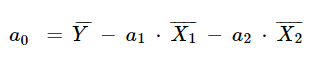 a₀ = Y̅ − a₁ · X̅₁ − a₂ · X̅₂